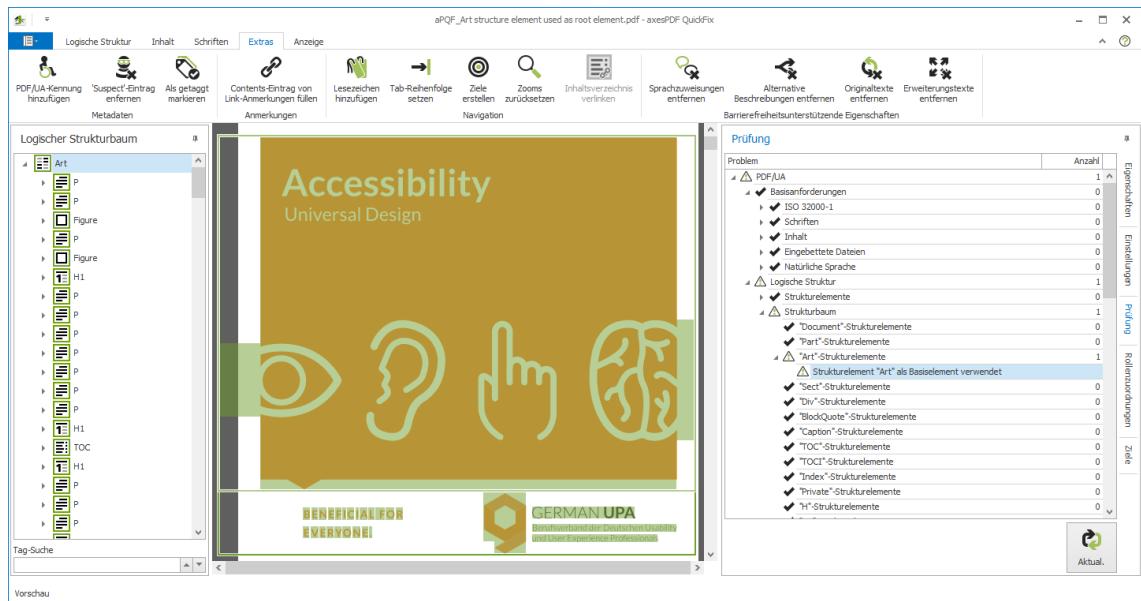 aPQF_Art structure element used as root element.pdf - axesPDF QuickFix
Logische Struktur Inhalt Schriften Extras Anzeige
PDF/UA-Kennung
hinzufügen
'Suspect'-Eintrag
enfernen
Als getaggt
markieren
Metadaten
Contents-Eintrag von
Link-Anmerkungen füllen
Anmerkungen
Lesezeichen
hinzufügen
Tab-Reihenfolge
setzen
Ziele
erstellen
Zooms
zurücksetzen
Inhaltsverzeichnis
verlinken
Navigation
Sprachzuweisungen
entfernen
Alternative
Beschreibungen entfernen
Originaltexte
entfernen
Erweiterungstexte
entfernen
Barrierefreiheitsunterstützende Eigenschaften
Logischer Strukturbaum
Art
P
P
Figure
P
Figure
H1
P
P
P
P
P
P
P
H1
TOC
H1
P
P
P
Tag-Suche
Vorschau
Accessibility
Universal Design
BENEFICIAL FOR
EVERYONE.
GERMAN UPA
Berufsverband der Deutschen Usability
und User Experience Professionals
Prüfung
Problem Anzahl
PDF/UA 1
Basisanforderungen 0
ISO 32000-1 0
Schriften 0
Inhalt 0
Eingebettete Dateien 0
Natürliche Sprache 0
Logische Struktur 1
Strukturelemente 0
Strukturbaum 1
"Document"-Strukturelemente 0
"Part"-Strukturelemente 0
"Art"-Strukturelemente 1
Strukturelement "Art" als Basiselement verwendet
"Sect"-Strukturelemente 0
"Div"-Strukturelemente 0
"BlockQuote"-Strukturelemente 0
"Caption"-Strukturelemente 0
"TOC"-Strukturelemente 0
"TOCI"-Strukturelemente 0
"Index"-Strukturelemente 0
"Private"-Strukturelemente 0
"H"-Strukturelemente 0
Aktual.
Eigenschaften
Einstellungen
Prüfung
Rollenzuordnungen
Ziele